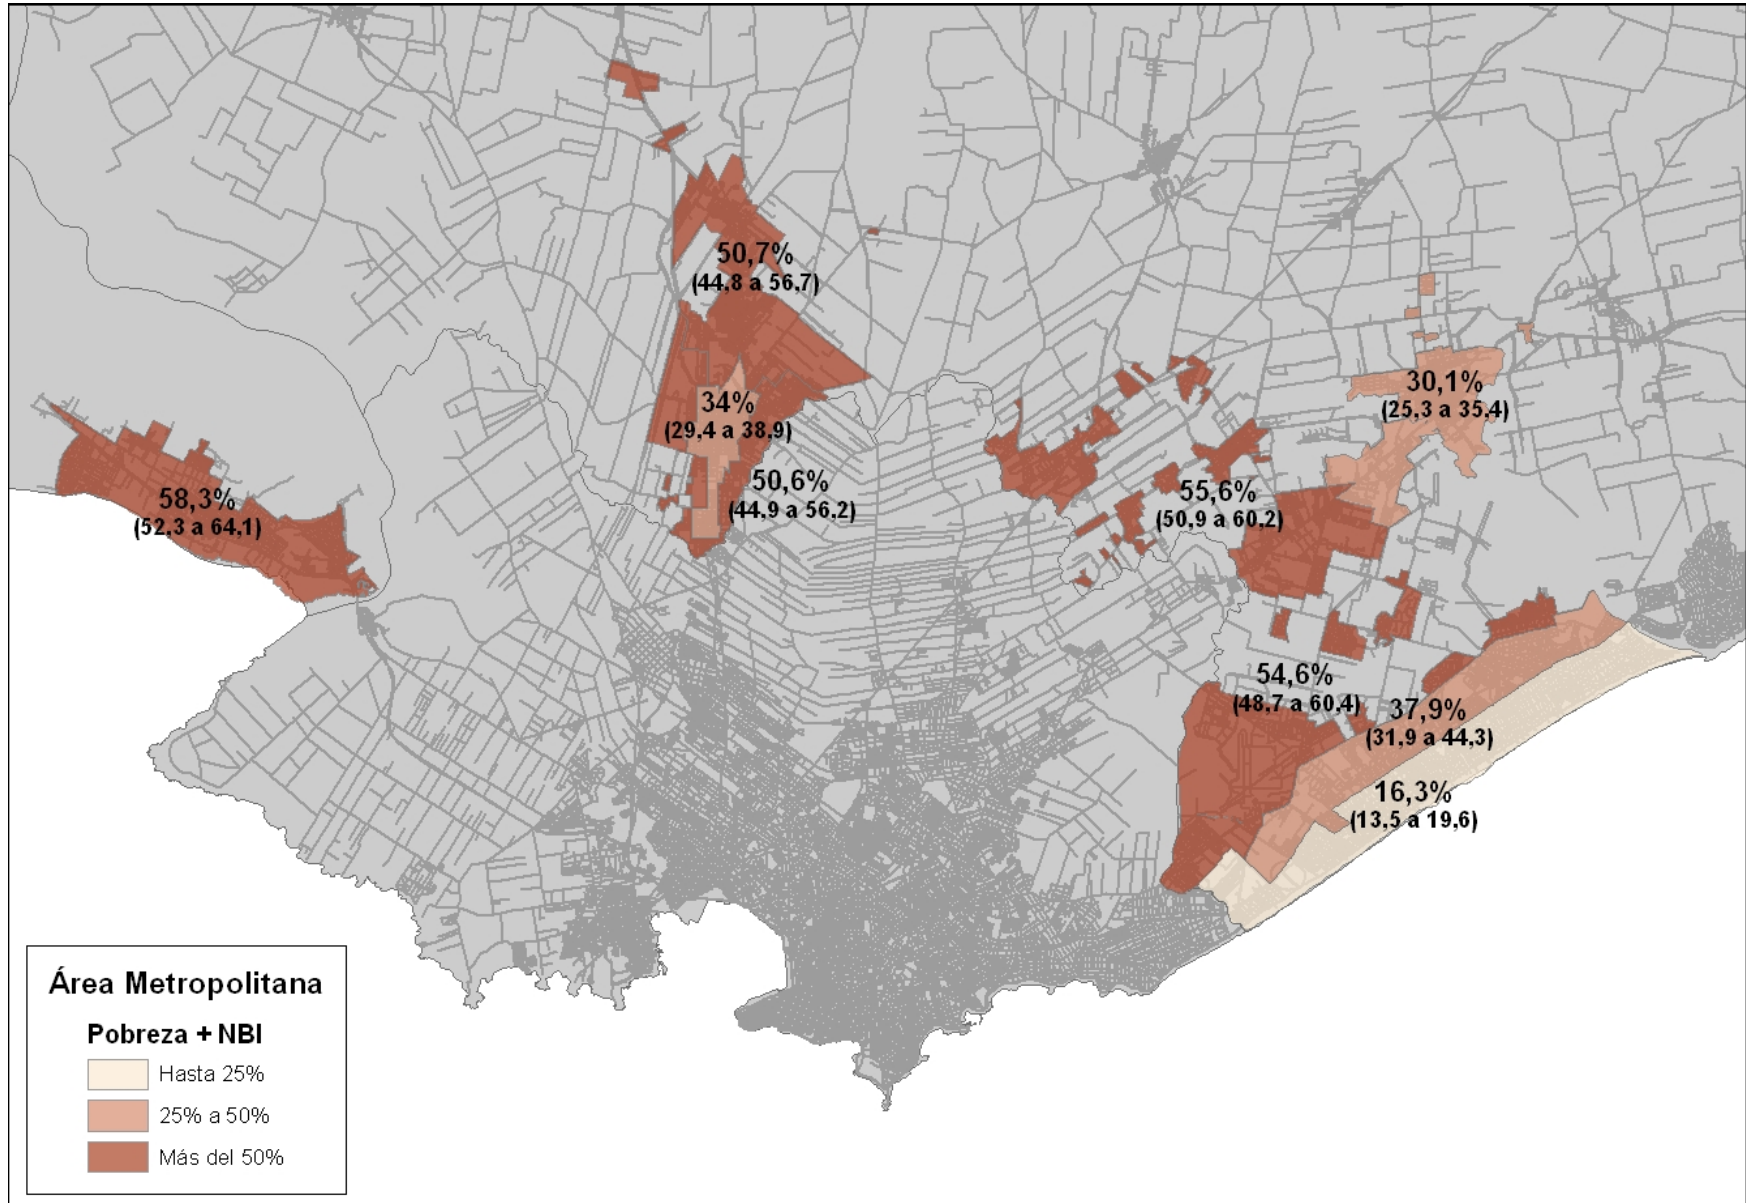 50,7%
(44,8 a 56,7)
34%
(29,4 a 38,9)
50,6%
(44,9 a 56,2)
58,3%
(52,3 a 64,1)
55,6%
(50,9 a 60,2)
30,1%
(25,3 a 35,4)
54,6%
(48,7 a 60,4)
37,9%
(31,9 a 44,3)
16,3%
(13,5 a 19,6)
Área Metropolitana
Pobreza + NBI
Hasta 25%
25% a 50%
Más del 50%